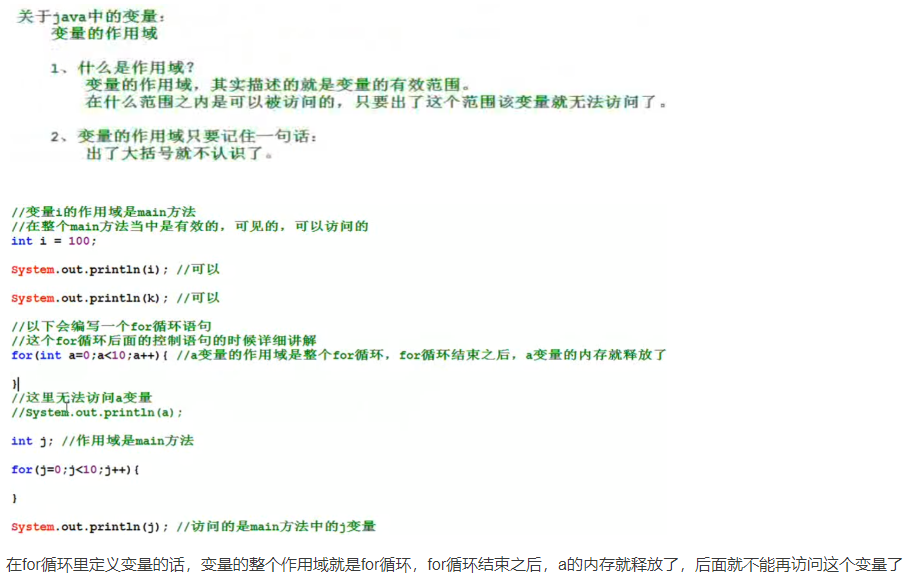 关于java中的变量：
变量的作用域
1、什么是作用域？
变量的作用域，其实描述的就是变量的有效范围。
在什么范围之内是可以被访问的，只要出了这个范围该变量就无法访问了。
2、变量的作用域只要记住一句话：
出了大括号就不认识了。
//变量i的作用域是main方法
//在整个main方法当中是有效的，可见的，可以访问的
int i = 100;
System.out.println(i); //可以
System.out.println(k); //可以
//以下会编写一个for循环语句
//这个for循环后面的控制语句的时候详细讲解
for(int a=0;a<10;a++){ //a变量的作用域是整个for循环，for循环结束之后，a变量的内存就释放了
}
//这里无法访问a变量
//System.out.println(a);
int j; //作用域是main方法
for(j=0;j<10;j++){
}
System.out.println(j); //访问的是main方法中的j变量
在for循环里定义变量的话，变量的整个作用域就是for循环，for循环结束之后，a的内存就释放了，后面就不能再访问这个变量了